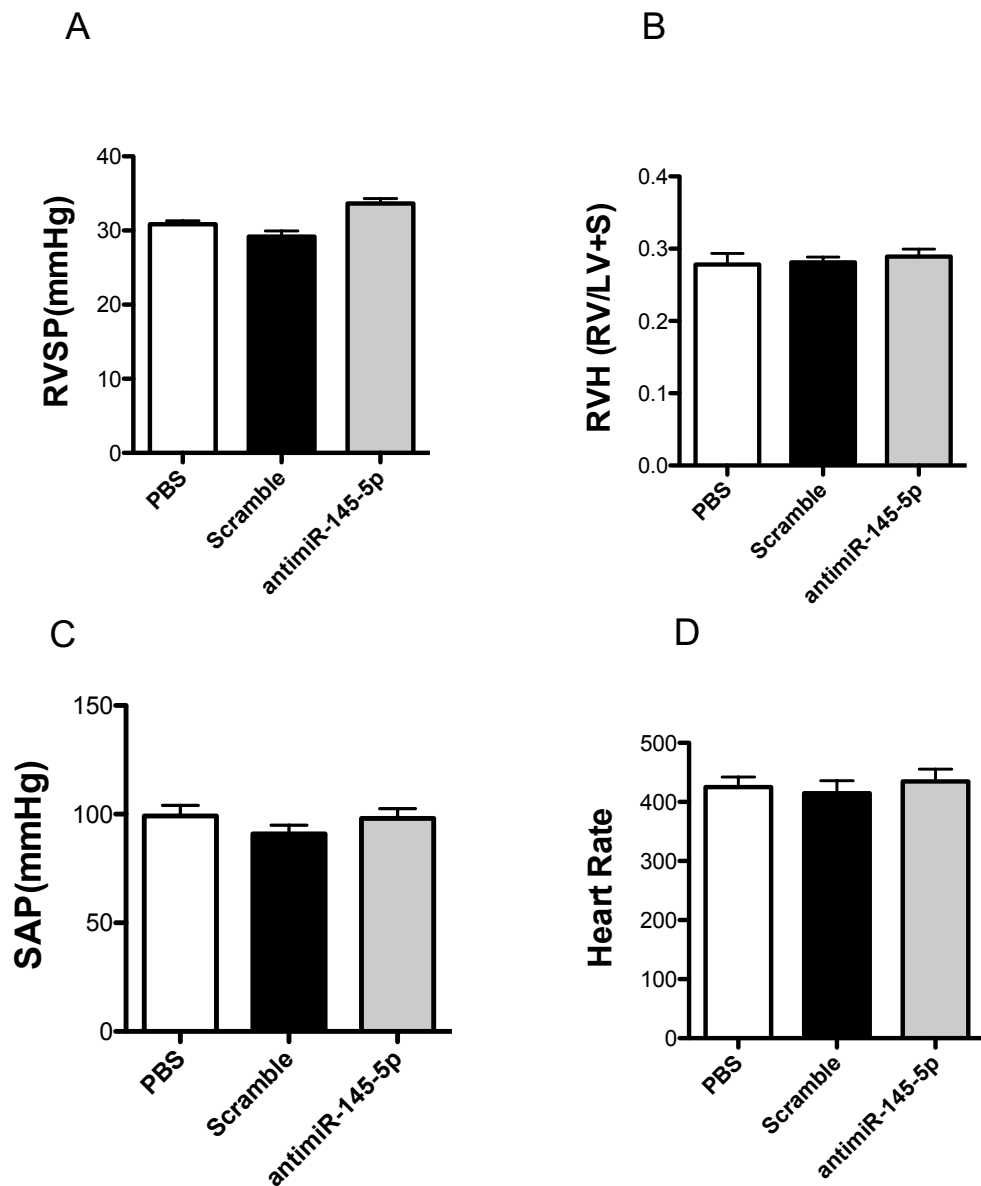 A
RVSP(mmHg)
40
30
20
10
0
PBS
Scramble
antimiR-145-5p
B
RVH (RV/LV+S)
0.4
0.3
0.2
0.1
0.0
PBS
Scramble
antimiR-145-5p
C
SAP(mmHg)
150
100
50
0
PBS
Scramble
antimiR-145-5p
D
Heart Rate
500
400
300
200
100
0
PBS
Scramble
antimiR-145-5p